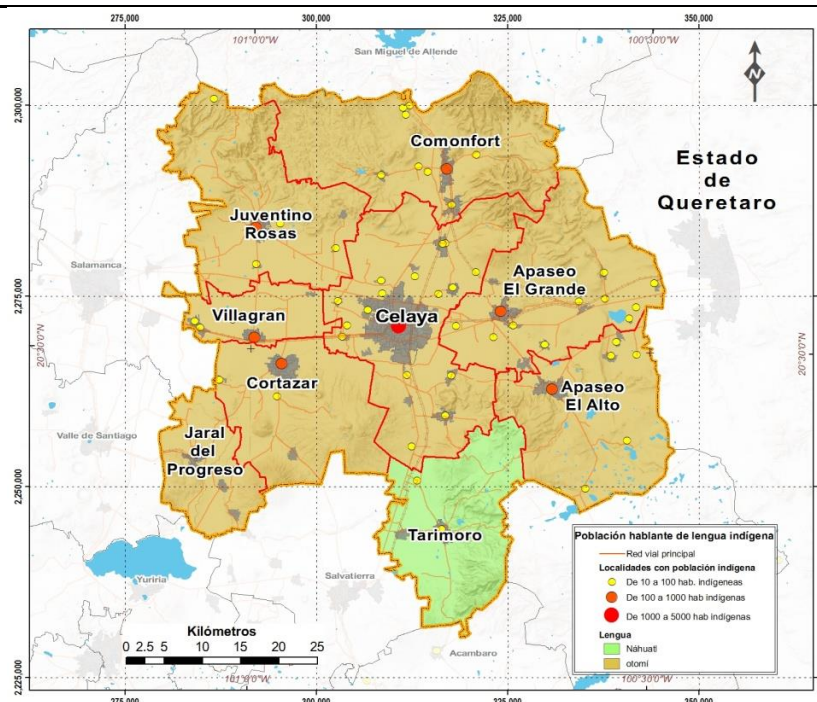 275,000 300,000 325,000 350,000
101°0'0"W 100°30'0"W
San Miguel de Allende
N
2,300,000
Comonfort
Estado
de
Queretaro
Juventino
Rosas
Salamanca
Apaseo
El Grande
2,275,000
Villagran
Celaya
20°30'0"N
20°30'0"N
Cortazar
Apaseo
El Alto
Jaral
del
Progreso
Valle de Santiago
2,250,000
Tarimoro
Yuriria
Salvatierra
Acambaro
Kilómetros
0 2.5 5 10 15 20 25
Población hablante de lengua indígena
Red vial principal
Localidades con población indígena
De 10 a 100 hab. indígeneas
De 100 a 1000 hab indígenas
De 1000 a 5000 hab indígenas
Lengua
Náhuatl
otomí
2,225,000
101°0'0"W 100°30'0"W
275,000 300,000 325,000 350,000